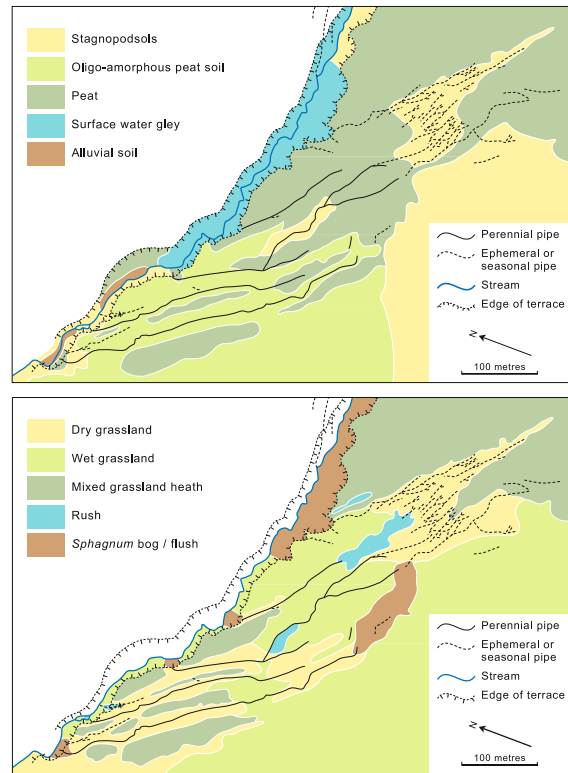 Stagnopodsols
Oligo-amorphous peat soil
Peat
Surface water gley
Alluvial soil
Perennial pipe
Ephemeral or
seasonal pipe
Stream
Edge of terrace
N
100 metres
Dry grassland
Wet grassland
Mixed grassland heath
Rush
Sphagnum bog / flush
Perennial pipe
Ephemeral or
seasonal pipe
Stream
Edge of terrace
N
100 metres